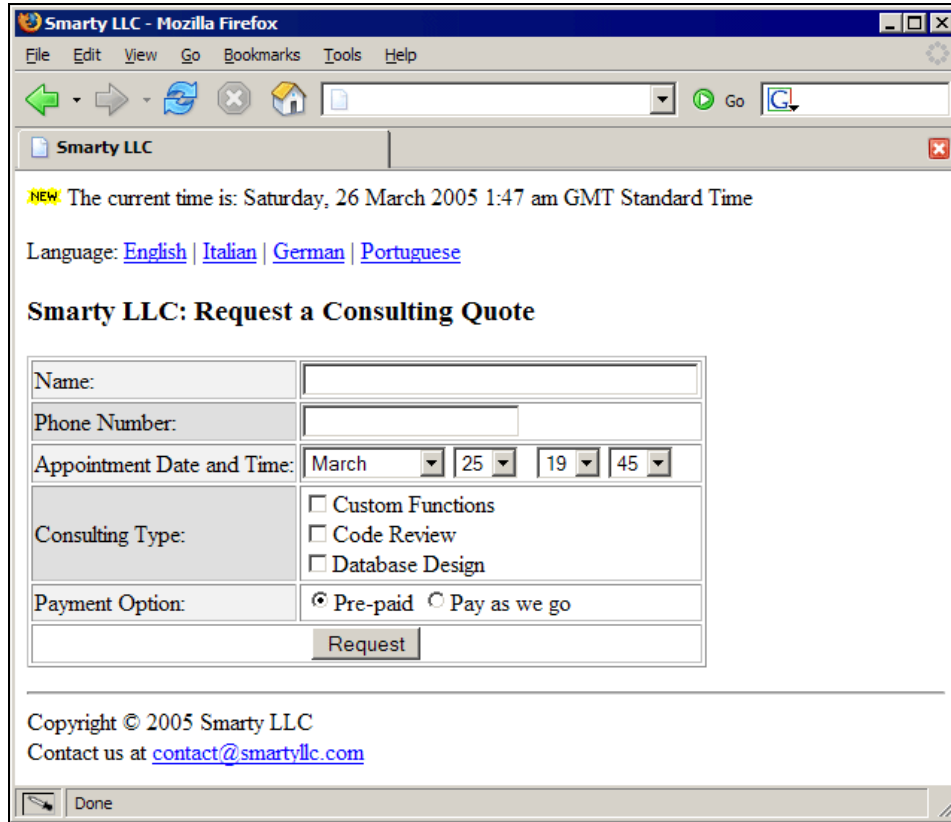 Smarty LLC - Mozilla Firefox
File Edit View Go Bookmarks Tools Help
Go G
Smarty LLC
NEW The current time is: Saturday, 26 March 2005 1:47 am GMT Standard Time
Language: English | Italian | German | Portuguese
Smarty LLC: Request a Consulting Quote
Name:
Phone Number:
Appointment Date and Time: March 25 19 45
Custom Functions
Consulting Type: Code Review
Database Design
Payment Option: Pre-paid Pay as we go
Request
Copyright © 2005 Smarty LLC
Contact us at contact@smartyllc.com
Done